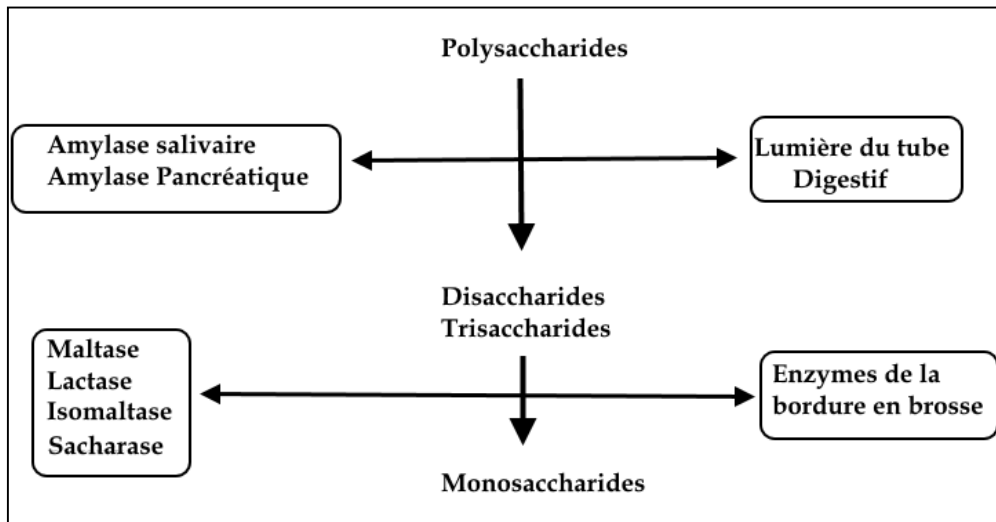 Polysaccharides
Amylase salivaire
Amylase Pancréatique
Lumière du tube
Digestif
Disaccharides
Trisaccharides
Maltase
Lactase
Isomaltase
Sacharase
Enzymes de la
bordure en brosse
Monosaccharides